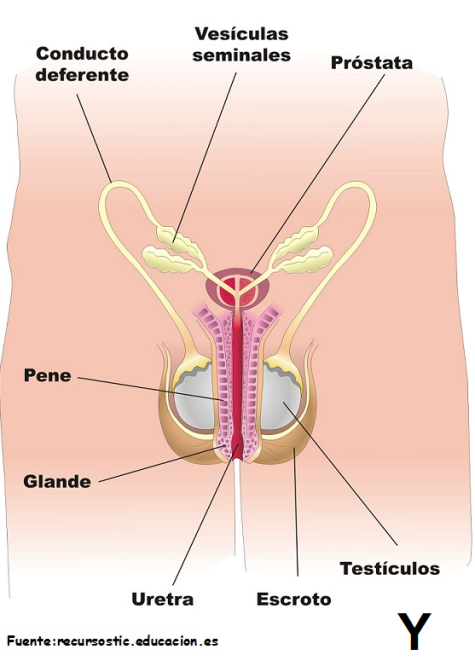 Vesículas
seminales
Conducto
deferente
Próstata
Pene
Glande
Testículos
Uretra
Escroto
Fuente:recursostic.educacion.es
Y